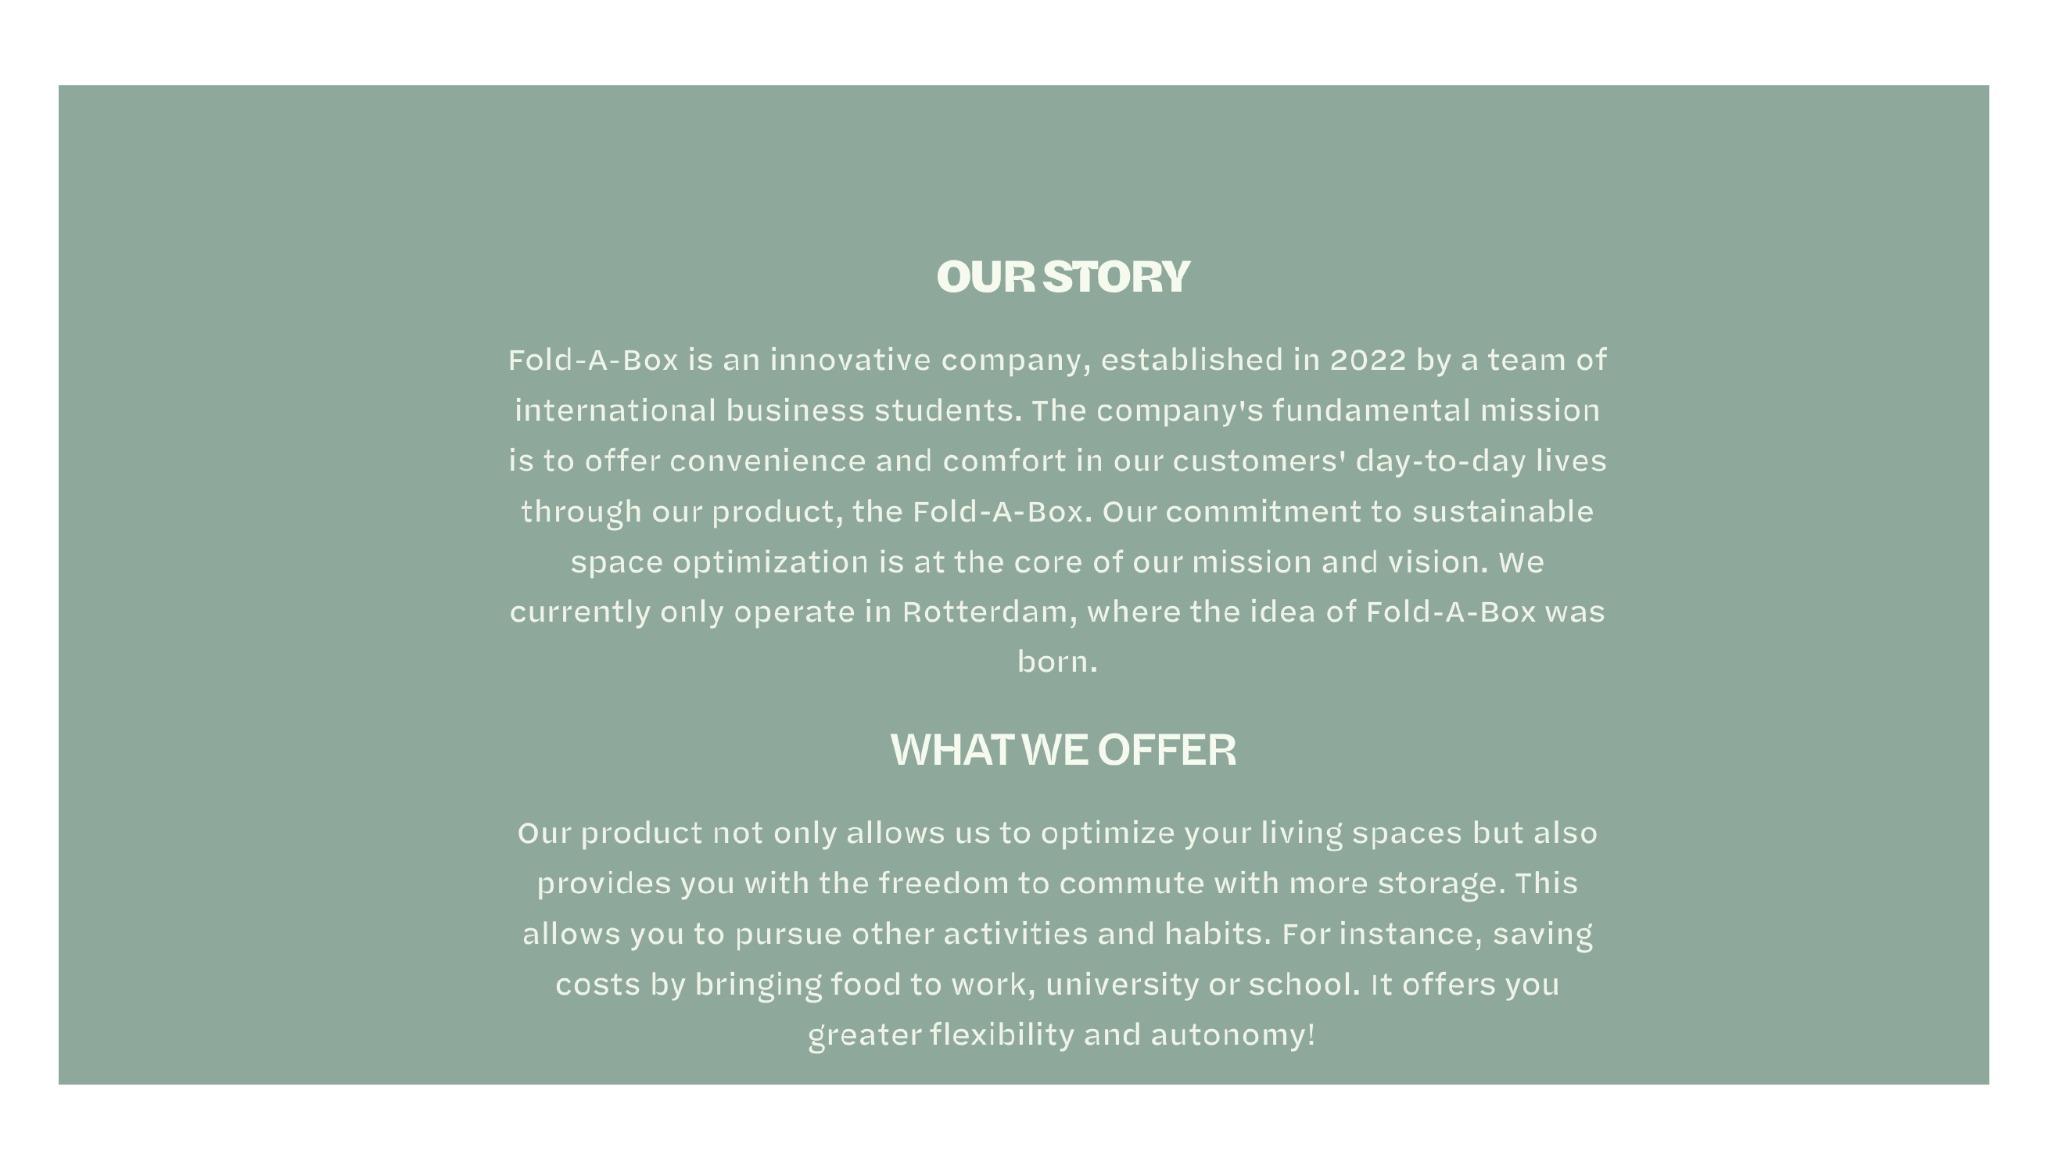 OUR STORY
Fold-A-Box is an innovative company, established in 2022 by a team of
international business students. The company's fundamental mission
is to offer convenience and comfort in our customers' day-to-day lives
through our product, the Fold-A-Box. Our commitment to sustainable
space optimization is at the core of our mission and vision. We
currently only operate in Rotterdam, where the idea of Fold-A-Box was
born.
WHAT WE OFFER
Our product not only allows us to optimize your living spaces but also
provides you with the freedom to commute with more storage. This
allows you to pursue other activities and habits. For instance, saving
costs by bringing food to work, university or school. It offers you
greater flexibility and autonomy!